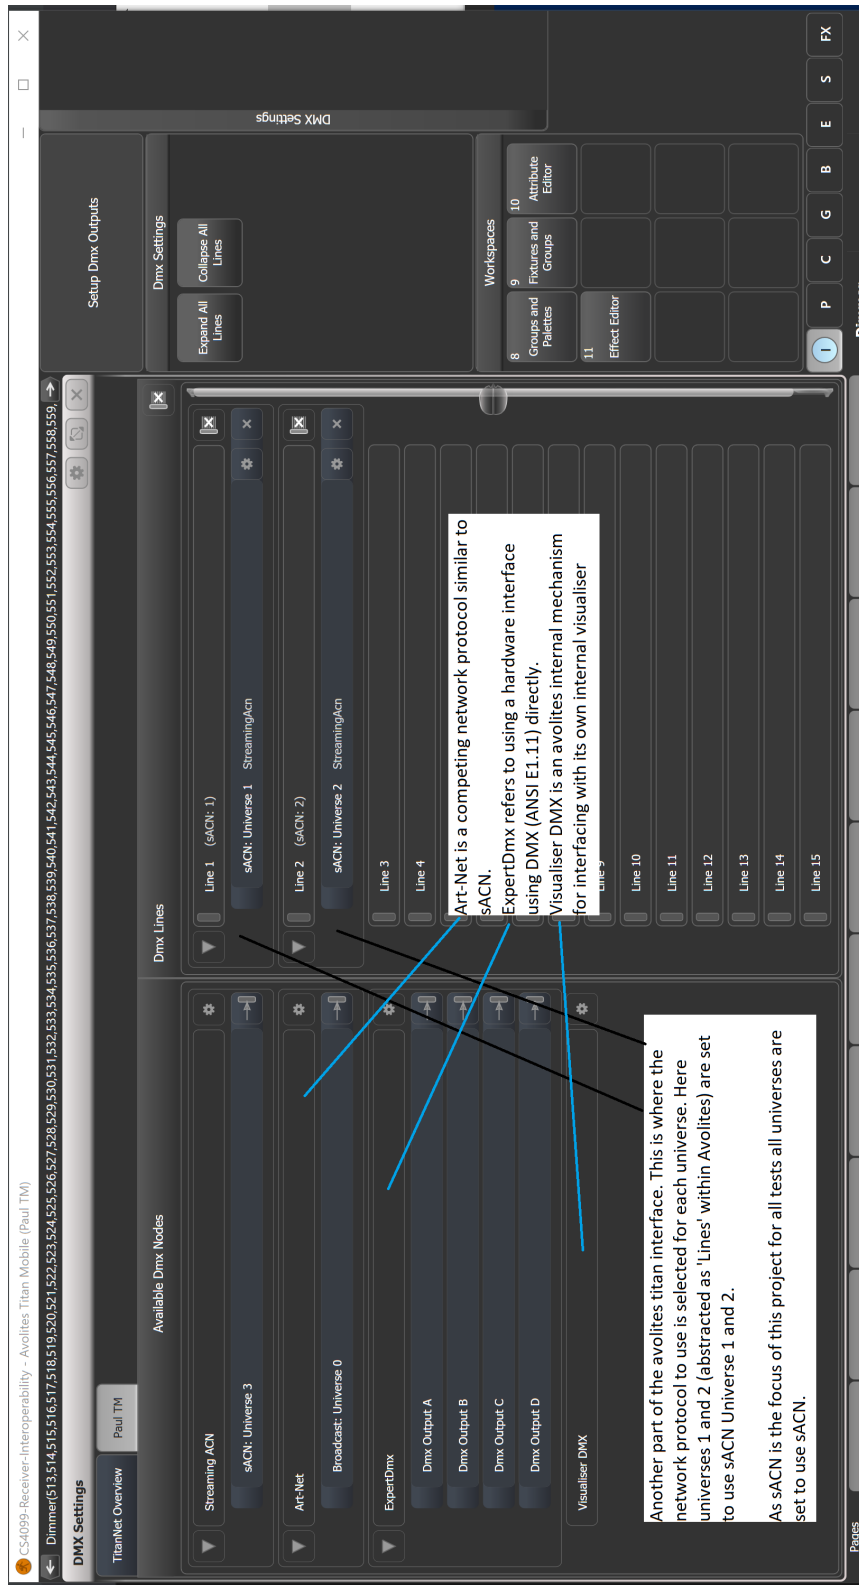 CS4099-Receiver-Interoperability - Avolites Titan Mobile (Paul TM)
Dimmer(513,514,515,516,517,518,519,520,521,522,523,524,525,526,527,528,529,530,531,532,533,534,535,536,537,538,539,540,541,542,543,544,545,546,547,548,549,550,551,552,553,554,555,556,557,558,559,
DMX Settings
TitanNet Overview
Paul TM
Available Dmx Nodes
Streaming ACN
sACN: Universe 3
Art-Net
Broadcast: Universe 0
ExpertDmx
Dmx Output A
Dmx Output B
Dmx Output C
Dmx Output D
Visualiser DMX
Another part of the avolites titan interface. This is where the
network protocol to use is selected for each universe. Here
universes 1 and 2 (abstracted as 'Lines' within Avolites) are set
to use sACN Universe 1 and 2.
As sACN is the focus of this project for all tests all universes are
set to use sACN.
Dmx Lines
Line 1 (sACN: 1)
sACN: Universe 1 StreamingAcn
Line 2 (sACN: 2)
sACN: Universe 2 StreamingAcn
Line 3
Line 4
Art-Net is a competing network protocol similar to
sACN.
ExpertDmx refers to using a hardware interface
using DMX (ANSI E1.11) directly.
Visualiser DMX is an avolites internal mechanism
for interfacing with its own internal visualiser
Line 9
Line 10
Line 11
Line 12
Line 13
Line 14
Line 15
Setup Dmx Outputs
Dmx Settings
Expand All
Lines
Collapse All
Lines
DMX Settings
Workspaces
8
Groups and
Palettes
9
Fixtures and
Groups
10
Attribute
Editor
11
Effect Editor
I
P
C
G
B
E
S
FX
Pages